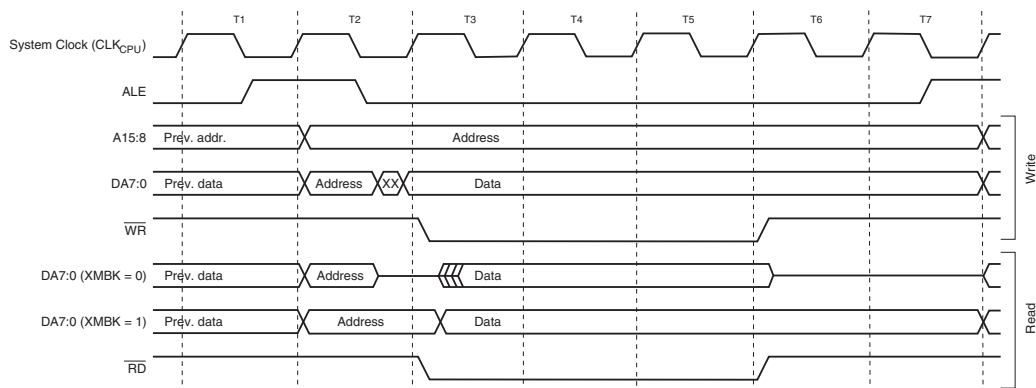 T1 T2 T3 T4 T5 T6 T7
System Clock (CLKCPU)
ALE
A15:8 Prev. addr. Address
DA7:0 Prev. data Address XX Data
WR
Write
DA7:0 (XMBK = 0) Prev. data Address Data
DA7:0 (XMBK = 1) Prev. data Address Data
RD
Read